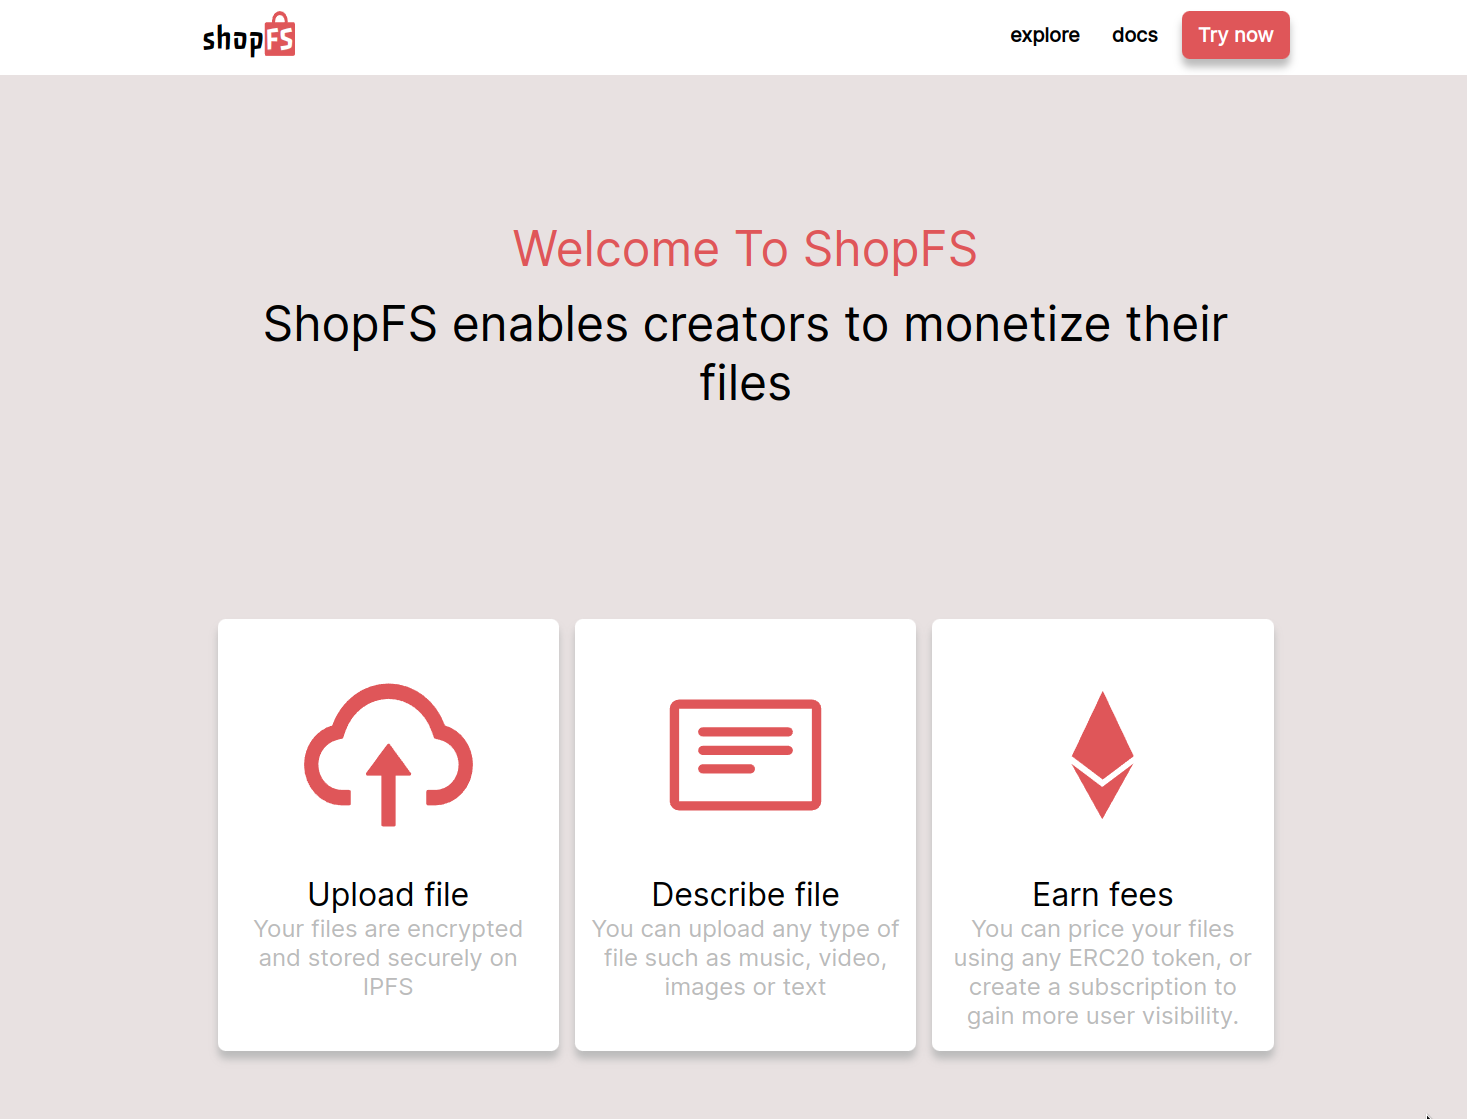 shopFS
explore
docs
Try now
Welcome To ShopFS
ShopFS enables creators to monetize their
files
Upload file
Your files are encrypted
and stored securely on
IPFS
Describe file
You can upload any type of
file such as music, video,
images or text
Earn fees
You can price your files
using any ERC20 token, or
create a subscription to
gain more user visibility.